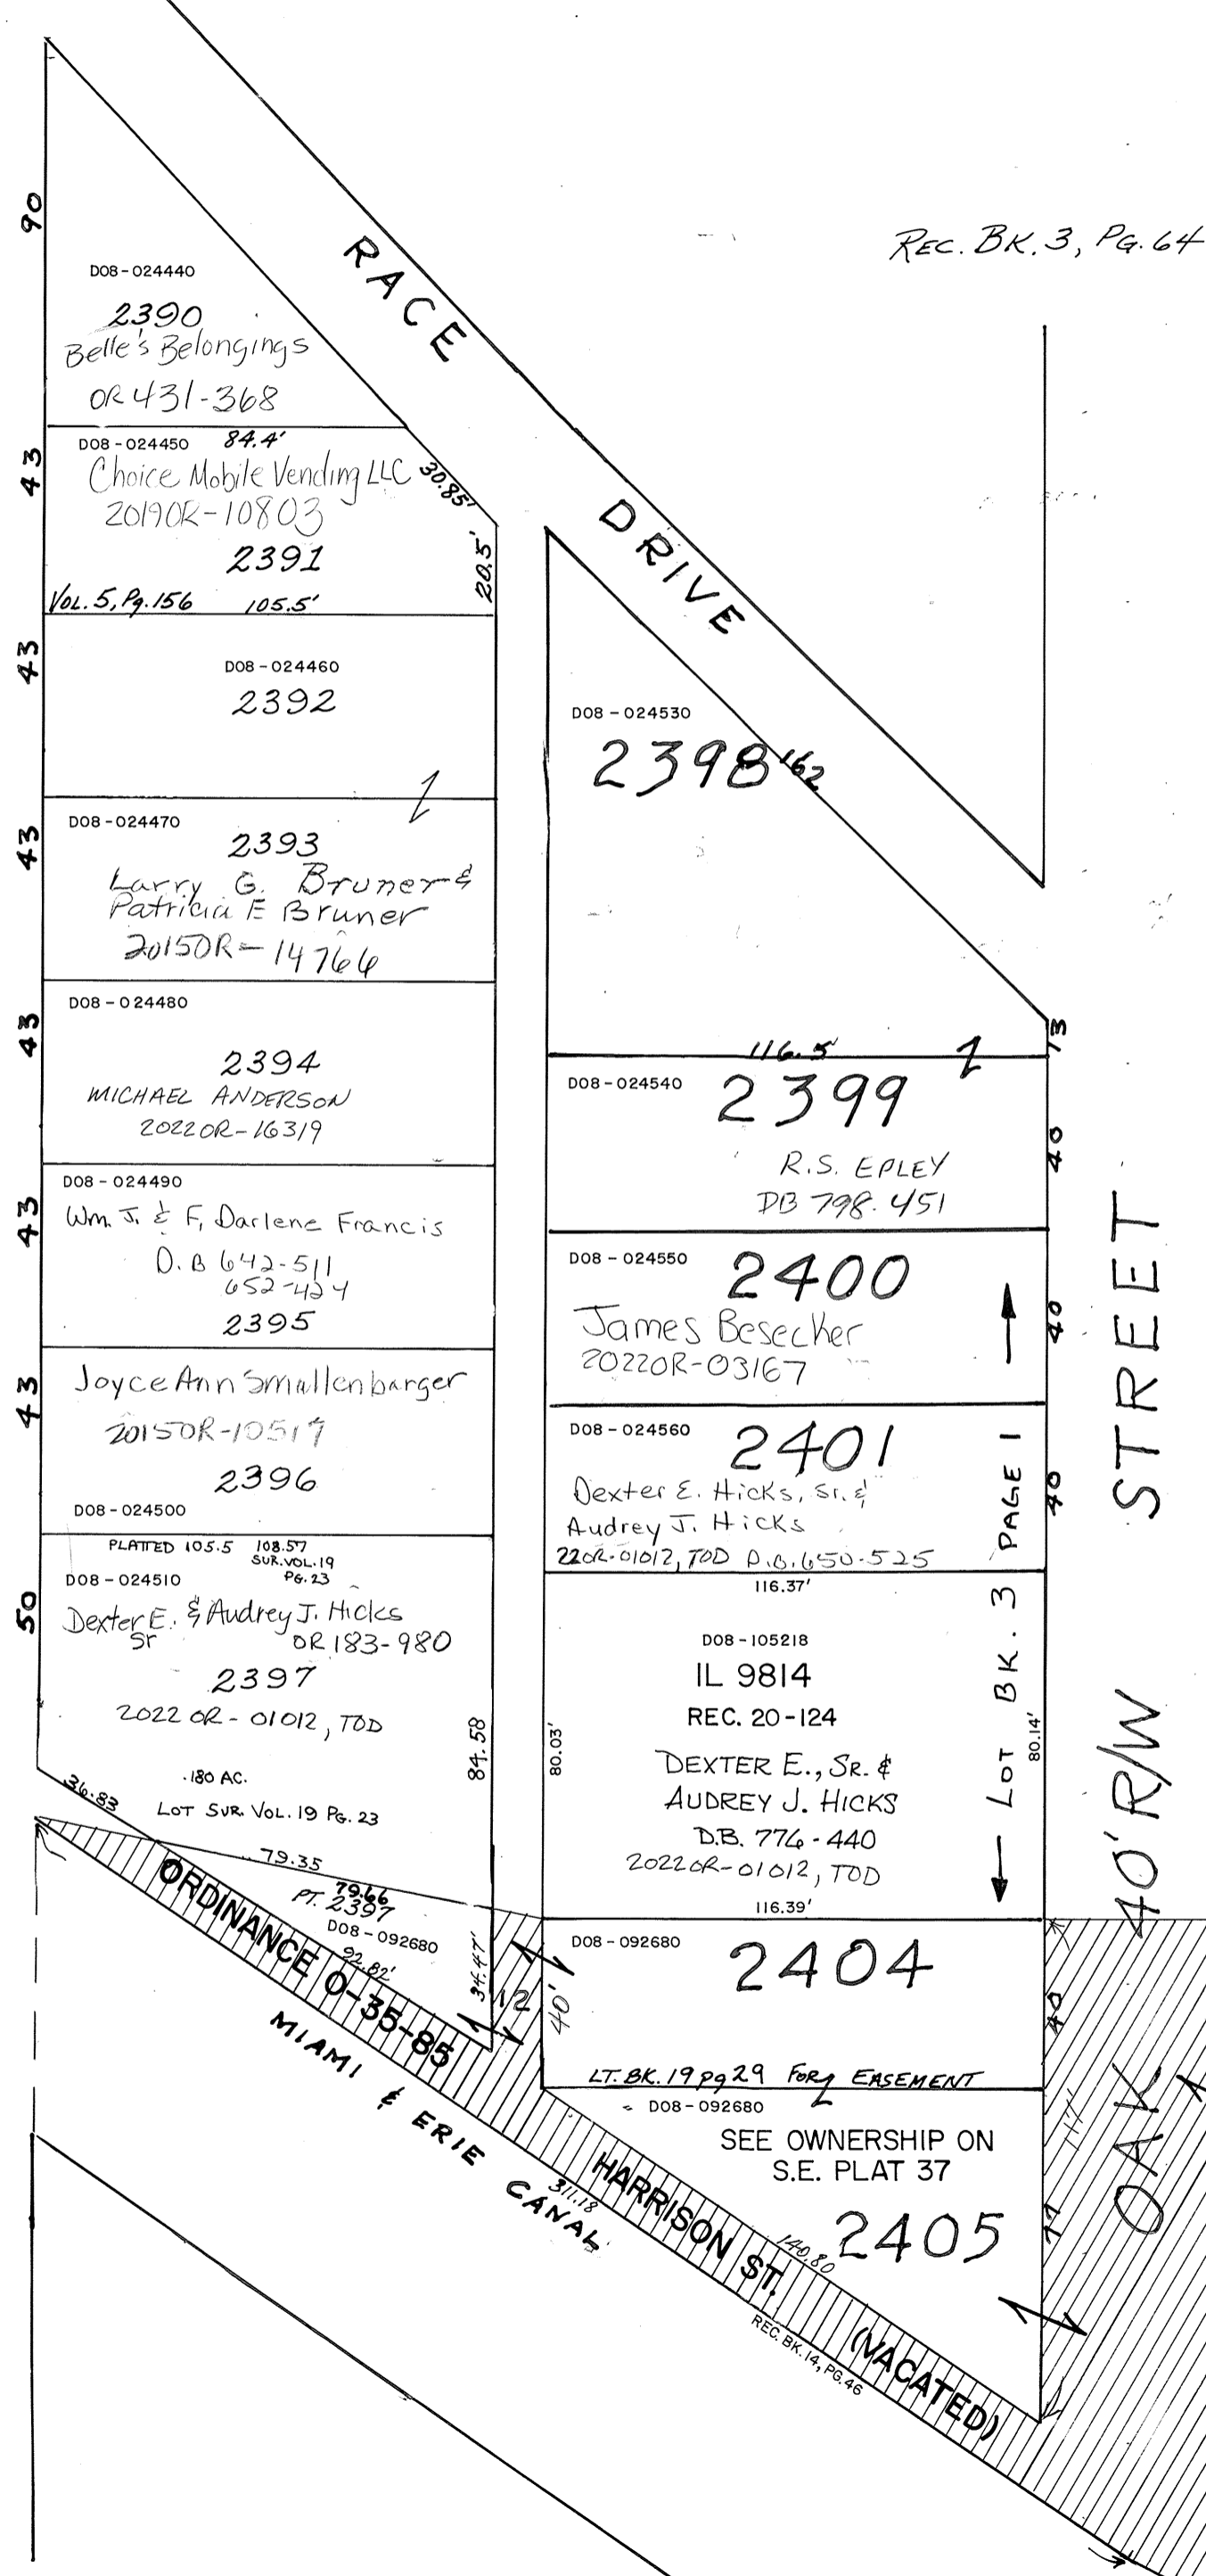 REC. BK. 3, PG. 64
RACE DRIVE
90
D08-024440
2390
Belle's Belongings
OR 431-368
43
D08-024450 84.4'
Choice Mobile Vending LLC
30.85'
2019OR-10803
2391
20.5'
VOL. 5, Pg. 156 105.5'
43
D08-024460
2392
43
D08-024470
2393
Larry G. Bruner &
Patricia E Bruner
2015OR-14766
43
D08-024480
2394
MICHAEL ANDERSON
2022OR-16319
43
D08-024490
Wm. J. & F. Darlene Francis
D.B 642-511
652-424
2395
43
Joyce Ann Smallenbarger
2015OR-10519
2396
D08-024500
50
PLATTED 105.5 108.57
SUR. VOL. 19
PG. 23
D08-024510
Dexter E. & Audrey J. Hicks
Sr OR 183-980
2397
2022 OR-01012, TOD
84.58
.180 AC.
36.83
LOT SUR. VOL. 19 PG. 23
79.35
79.66
PT. 2397
D08-092680
92.82'
34.47'
12
ORDINANCE O-35-85
MIAMI & ERIE CANAL
311.18
D08-024530
2398
162
13
116.5'
D08-024540
2399
40
R.S. EPLEY
DB 798-451
D08-024550
2400
40
James Besecker
2022OR-03167
D08-024560
2401
40
Dexter E. Hicks, Sr. &
Audrey J. Hicks
22OR-01012, TOD D.B. 650-525
116.37'
D08-105218
IL 9814
REC. 20-124
80.03'
80.14'
DEXTER E., SR. &
AUDREY J. HICKS
D.B. 776-440
2022OR-01012, TOD
116.39'
LOT BK. 3 PAGE 1
D08-092680
2404
40'
40
LT. BK. 19 pg 29 FOR EASEMENT
D08-092680
SEE OWNERSHIP ON
S.E. PLAT 37
2405
77
117
140.80
HARRISON ST. (VACATED)
REC. BK. 14, PG. 46
OAK 40' R/W STREET